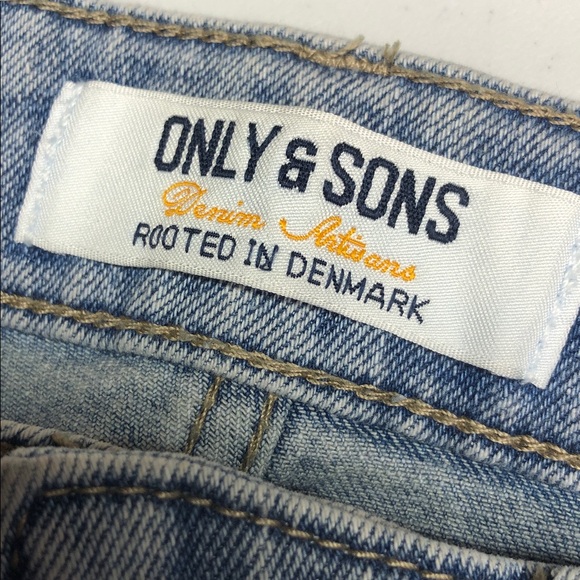 ONLY & SONS
Denim Artisans
ROOTED IN DENMARK